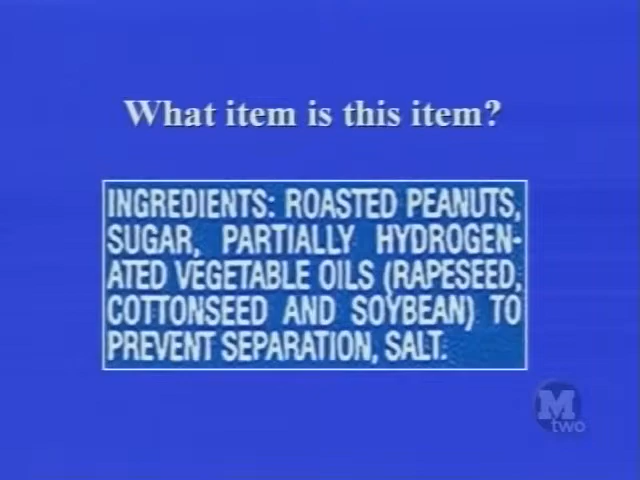 What item is this item?
INGREDIENTS: ROASTED PEANUTS,
SUGAR, PARTIALLY HYDROGEN-
ATED VEGETABLE OILS (RAPESEED,
COTTONSEED AND SOYBEAN) TO
PREVENT SEPARATION, SALT.
M
two